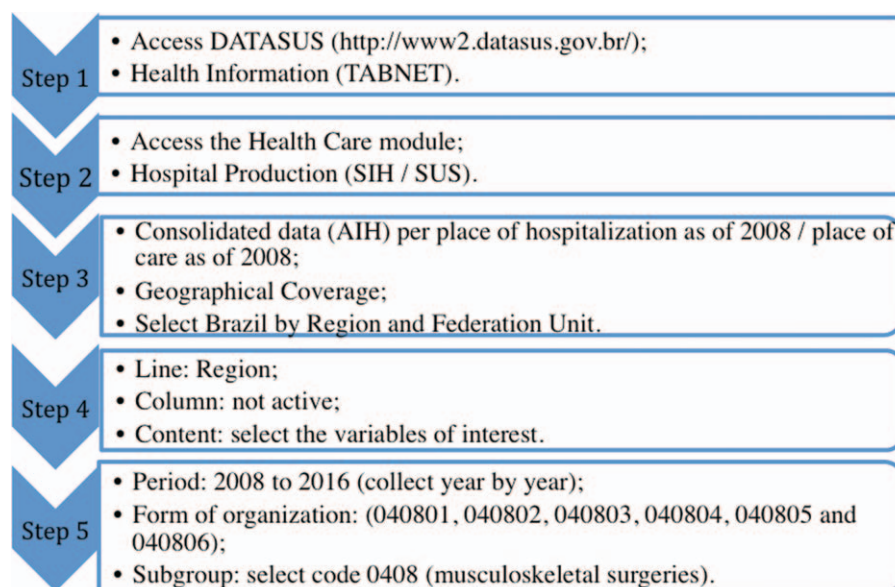 Step 1
• Access DATASUS (http://www2.datasus.gov.br/);
• Health Information (TABNET).
Step 2
• Access the Health Care module;
• Hospital Production (SIH / SUS).
Step 3
• Consolidated data (AIH) per place of hospitalization as of 2008 / place of
care as of 2008;
• Geographical Coverage;
• Select Brazil by Region and Federation Unit.
Step 4
• Line: Region;
• Column: not active;
• Content: select the variables of interest.
Step 5
• Period: 2008 to 2016 (collect year by year);
• Form of organization: (040801, 040802, 040803, 040804, 040805 and
040806);
• Subgroup: select code 0408 (musculoskeletal surgeries).